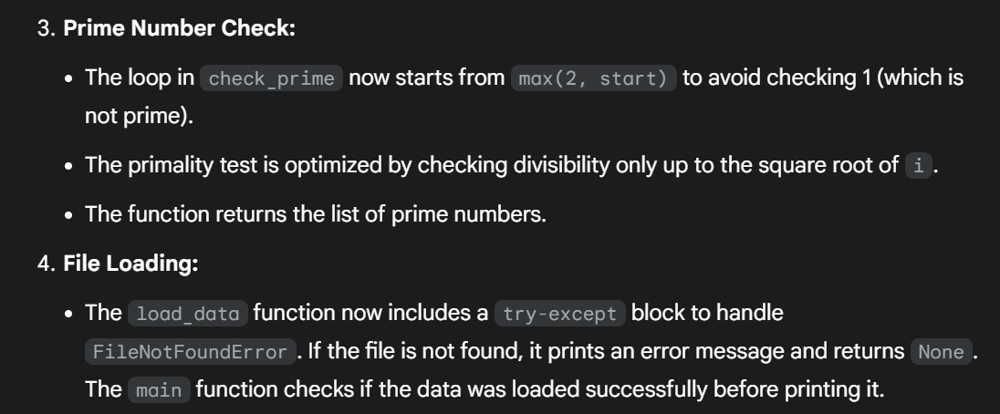 3. Prime Number Check:
• The loop in check_prime now starts from max(2, start) to avoid checking 1 (which is
not prime).
• The primality test is optimized by checking divisibility only up to the square root of i.
• The function returns the list of prime numbers.
4. File Loading:
• The load_data function now includes a try-except block to handle
FileNotFoundError. If the file is not found, it prints an error message and returns None.
The main function checks if the data was loaded successfully before printing it.